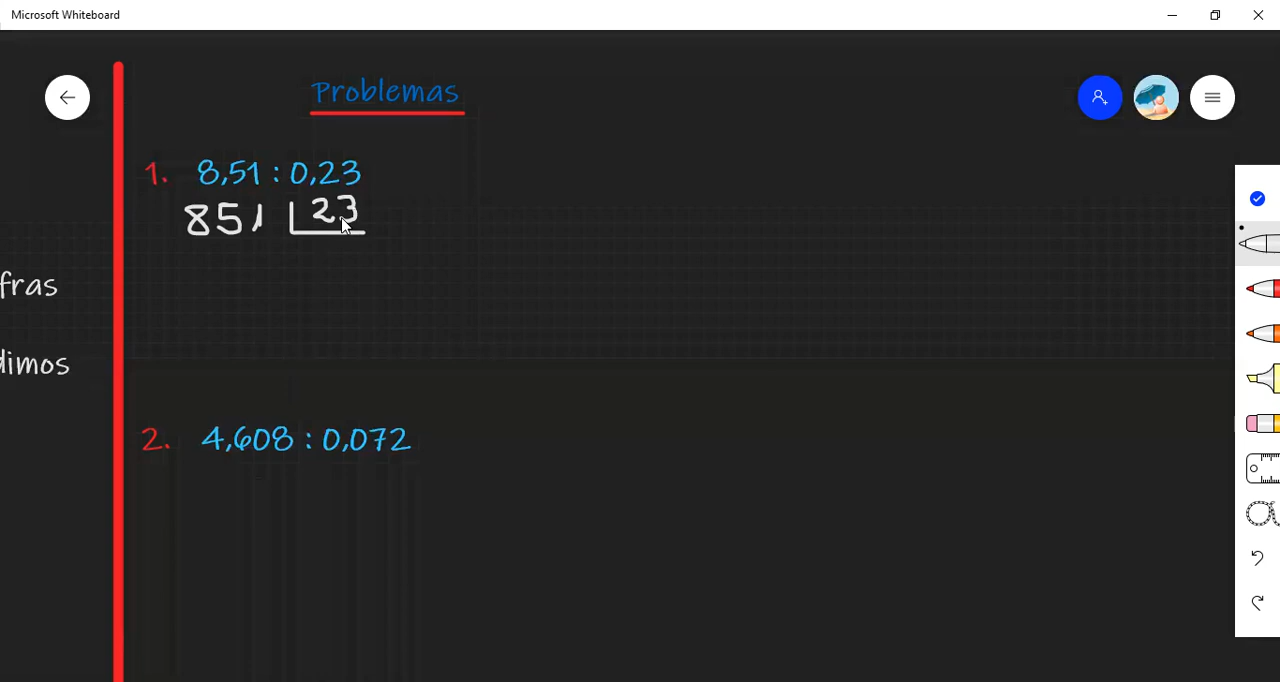 Microsoft Whiteboard
Problemas
1. 8,51 : 0,23
851 23
fras
dimos
2. 4,608 : 0,072